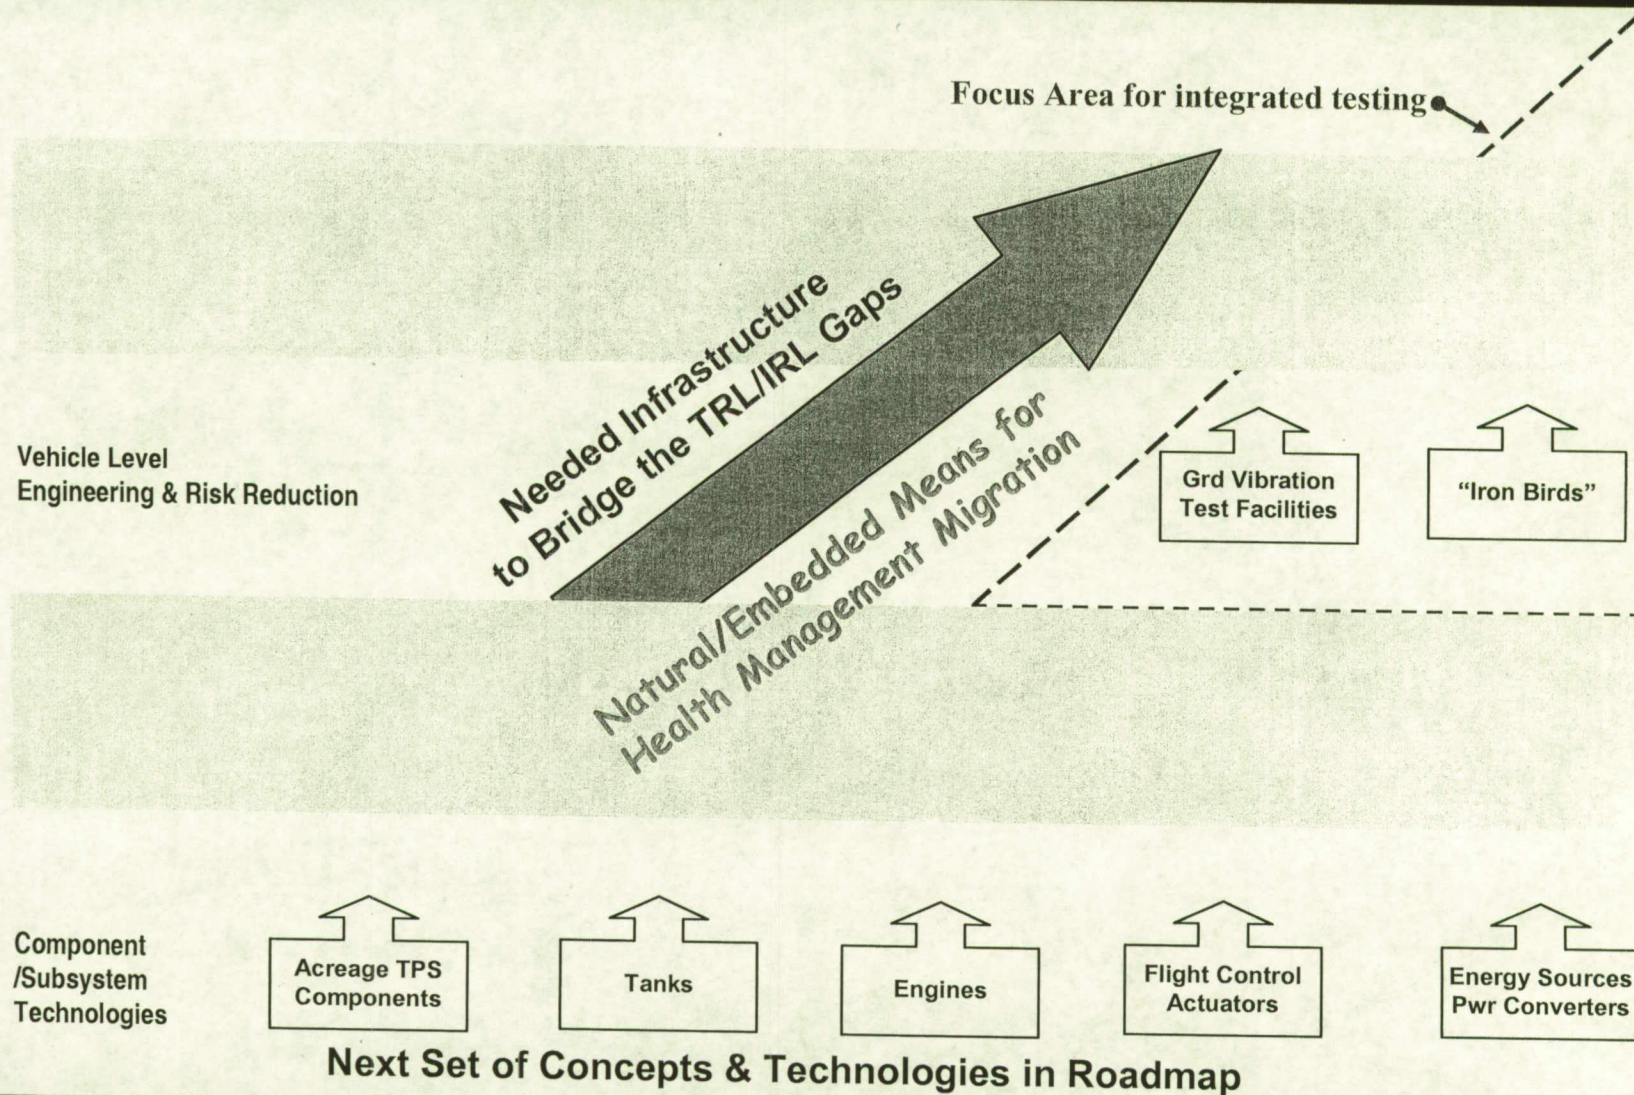 Focus Area for integrated testing
Needed Infrastructure
to Bridge the TRL/IRL Gaps
Natural/Embedded Means for
Health Management Migration
Vehicle Level
Engineering & Risk Reduction
Grd Vibration
Test Facilities
“Iron Birds”
Component
/Subsystem
Technologies
Acreage TPS
Components
Tanks
Engines
Flight Control
Actuators
Energy Sources
Pwr Converters
Next Set of Concepts & Technologies in Roadmap